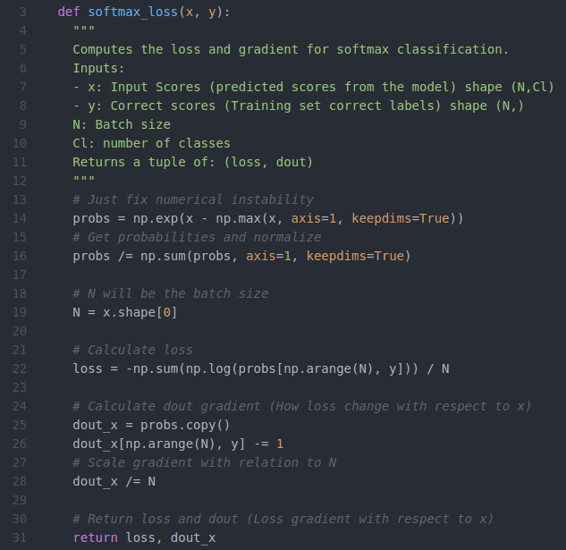 3 def softmax_loss(x, y):
4 """
5 Computes the loss and gradient for softmax classification.
6 Inputs:
7 - x: Input Scores (predicted scores from the model) shape (N,Cl)
8 - y: Correct scores (Training set correct labels) shape (N,)
9 N: Batch size
10 Cl: number of classes
11 Returns a tuple of: (loss, dout)
12 """
13 # Just fix numerical instability
14 probs = np.exp(x - np.max(x, axis=1, keepdims=True))
15 # Get probabilities and normalize
16 probs /= np.sum(probs, axis=1, keepdims=True)
17
18 # N will be the batch size
19 N = x.shape[0]
20
21 # Calculate loss
22 loss = -np.sum(np.log(probs[np.arange(N), y])) / N
23
24 # Calculate dout gradient (How loss change with respect to x)
25 dout_x = probs.copy()
26 dout_x[np.arange(N), y] -= 1
27 # Scale gradient with relation to N
28 dout_x /= N
29
30 # Return loss and dout (Loss gradient with respect to x)
31 return loss, dout_x